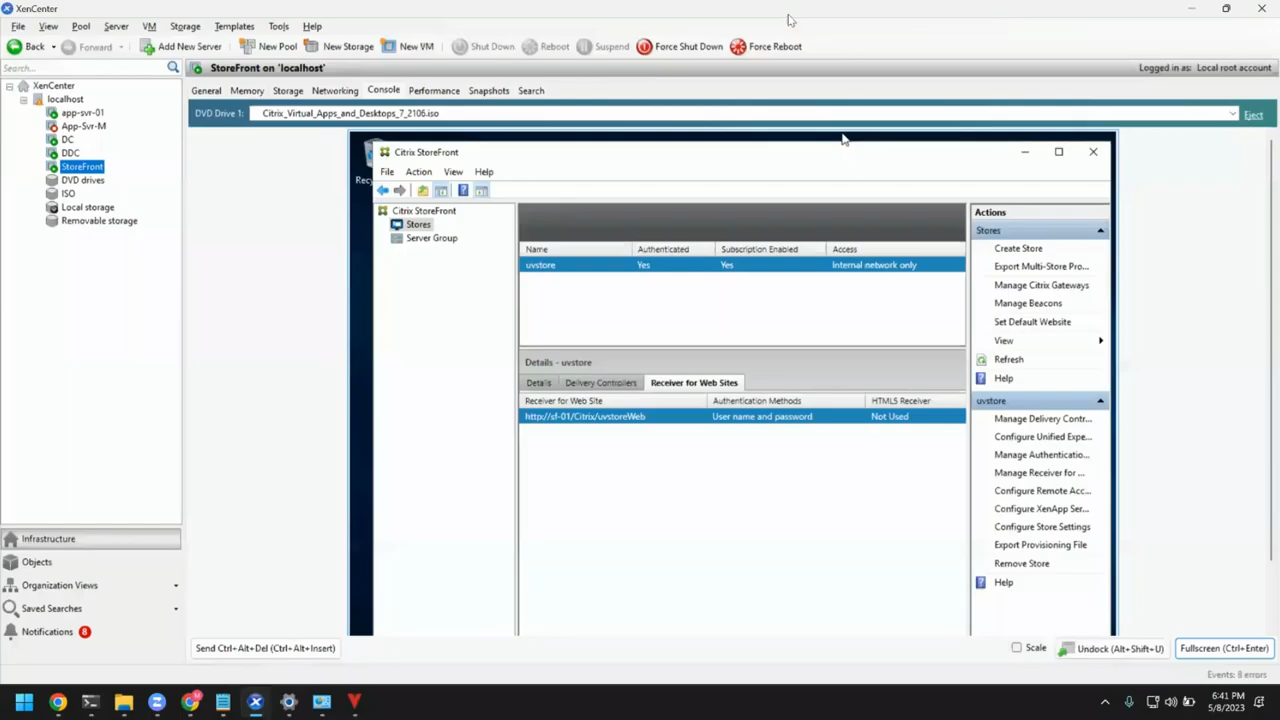 XenCenter
File View Pool Server VM Storage Templates Tools Help
Back Forward Add New Server New Pool New Storage New VM Shut Down Reboot Suspend Force Shut Down Force Reboot
Search...
StoreFront on 'localhost'
Logged in as: Local root account
XenCenter
localhost
app-svr-01
App-Svr-M
DC
DDC
StoreFront
DVD drives
ISO
Local storage
Removable storage
General Memory Storage Networking Console Performance Snapshots Search
DVD Drive 1: Citrix_Virtual_Apps_and_Desktops_7_2106.iso Eject
Recy
Citrix StoreFront
File Action View Help
Citrix StoreFront
Stores
Server Group
Name Authenticated Subscription Enabled Access
uvstore Yes Yes Internal network only
Details - uvstore
Details Delivery Controllers Receiver for Web Sites
Receiver for Web Site Authentication Methods HTML5 Receiver
http://sf-01/Citrix/uvstoreWeb User name and password Not Used
Actions
Stores
Create Store
Export Multi-Store Pro...
Manage Citrix Gateways
Manage Beacons
Set Default Website
View
Refresh
Help
uvstore
Manage Delivery Contr...
Configure Unified Expe...
Manage Authenticatio...
Manage Receiver for ...
Configure Remote Acc...
Configure XenApp Ser...
Configure Store Settings
Export Provisioning File
Remove Store
Help
Infrastructure
Objects
Organization Views
Saved Searches
Notifications 8
Send Ctrl+Alt+Del (Ctrl+Alt+Insert)
Scale Undock (Alt+Shift+U) Fullscreen (Ctrl+Enter)
Events: 8 errors
6:41 PM
5/8/2023